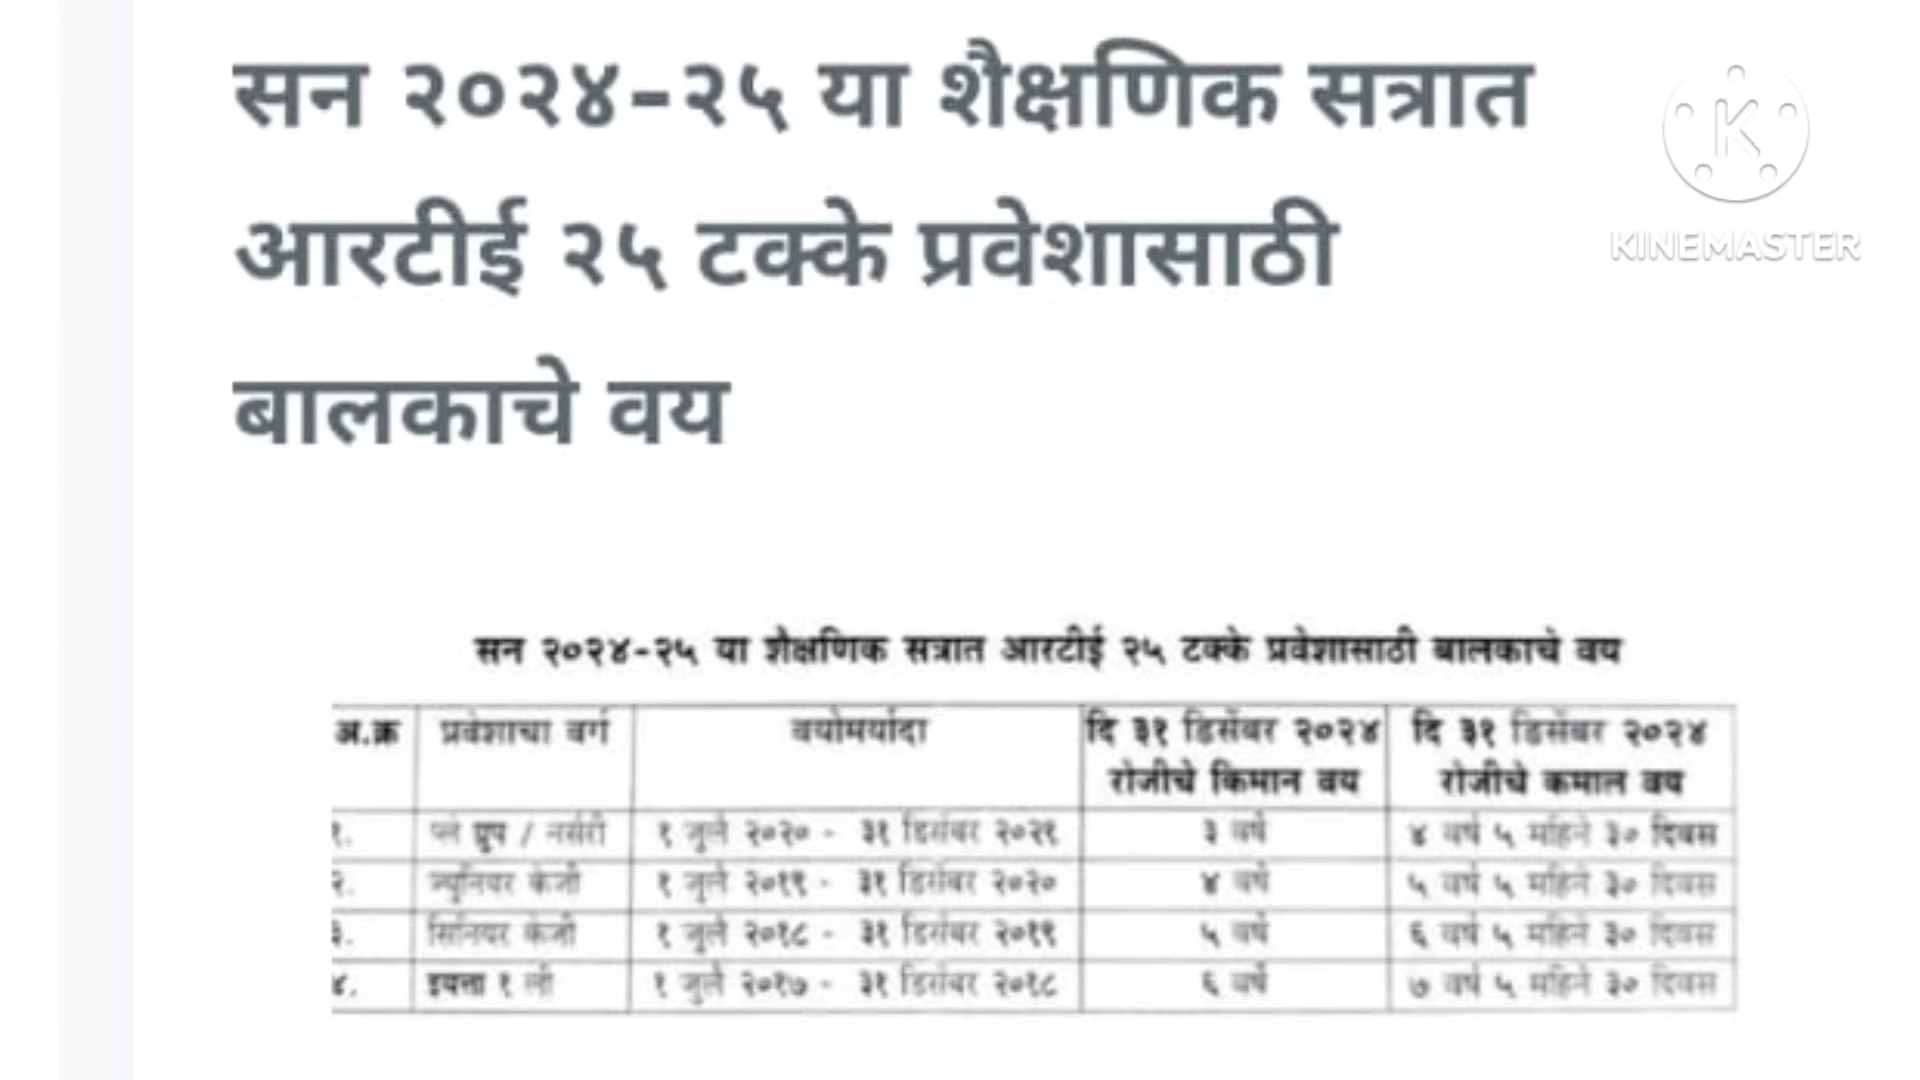 सन २०२४-२५ या शैक्षणिक सत्रात
आरटीई २५ टक्के प्रवेशासाठी
बालकाचे वय
KINEMASTER
सन २०२४-२५ या शैक्षणिक सत्रात आरटीई २५ टक्के प्रवेशासाठी बालकाचे वय
अ.क्र प्रवेशाचा वर्ग वयोमर्यादा दि ३१ डिसेंबर २०२४ रोजीचे किमान वय दि ३१ डिसेंबर २०२४ रोजीचे कमाल वय
१. प्ले ग्रुप / नर्सरी १ जुलै २०२० - ३१ डिसेंबर २०२१ ३ वर्षे ४ वर्ष ५ महिने ३० दिवस
२. ज्युनियर केजी १ जुलै २०१९ - ३१ डिसेंबर २०२० ४ वर्षे ५ वर्ष ५ महिने ३० दिवस
३. सिनियर केजी १ जुलै २०१८ - ३१ डिसेंबर २०१९ ५ वर्षे ६ वर्ष ५ महिने ३० दिवस
४. इयत्ता १ ली १ जुलै २०१७ - ३१ डिसेंबर २०१८ ६ वर्षे ७ वर्ष ५ महिने ३० दिवस